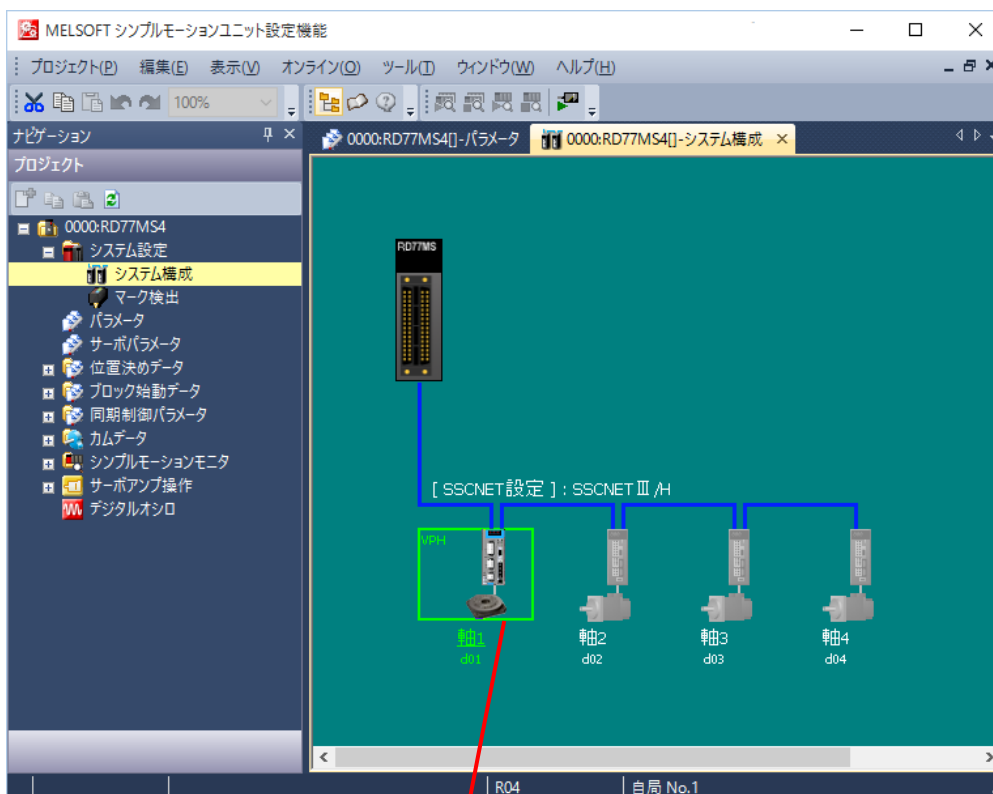 MELSOFT シンプルモーションユニット設定機能
プロジェクト(P) 編集(E) 表示(V) オンライン(O) ツール(T) ウィンドウ(W) ヘルプ(H)
100%
ナビゲーション
0000:RD77MS4[]-パラメータ
0000:RD77MS4[]-システム構成
プロジェクト
0000:RD77MS4
システム設定
システム構成
マーク検出
パラメータ
サーボパラメータ
位置決めデータ
ブロック始動データ
同期制御パラメータ
カムデータ
シンプルモーションモニタ
サーボアンプ操作
デジタルオシロ
RD77MS
[ SSCNET設定 ] : SSCNETⅢ/H
VPH
軸1 軸2 軸3 軸4
d01 d02 d03 d04
R04 自局 No.1